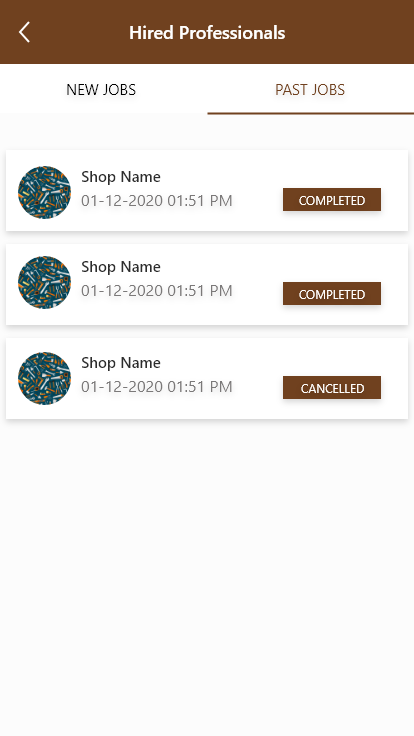 Hired Professionals
NEW JOBS
PAST JOBS
Shop Name
01-12-2020 01:51 PM
COMPLETED
Shop Name
01-12-2020 01:51 PM
COMPLETED
Shop Name
01-12-2020 01:51 PM
CANCELLED